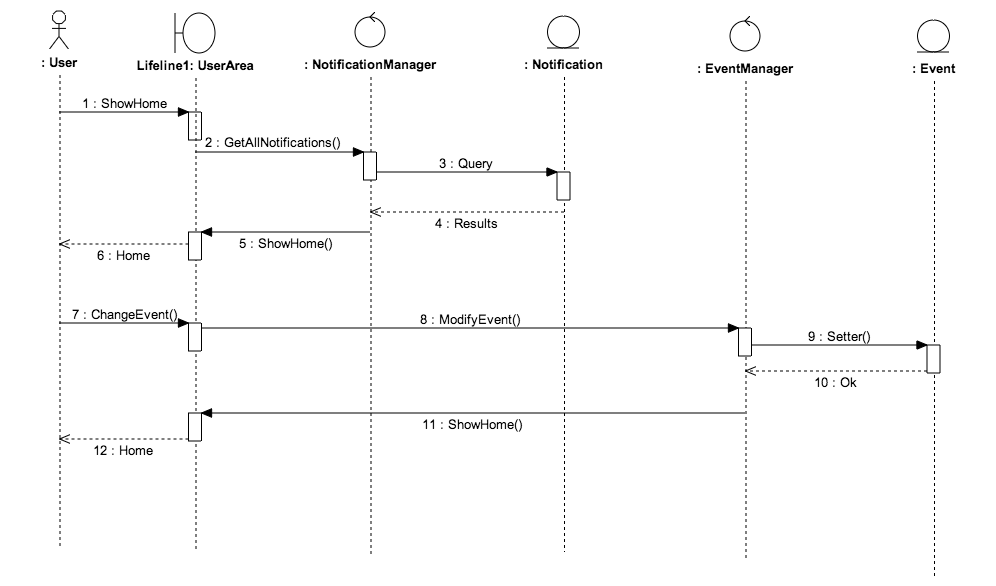 : User
Lifeline1: UserArea
: NotificationManager
: Notification
: EventManager
: Event
1 : ShowHome
2 : GetAllNotifications()
3 : Query
4 : Results
5 : ShowHome()
6 : Home
7 : ChangeEvent()
8 : ModifyEvent()
9 : Setter()
10 : Ok
11 : ShowHome()
12 : Home